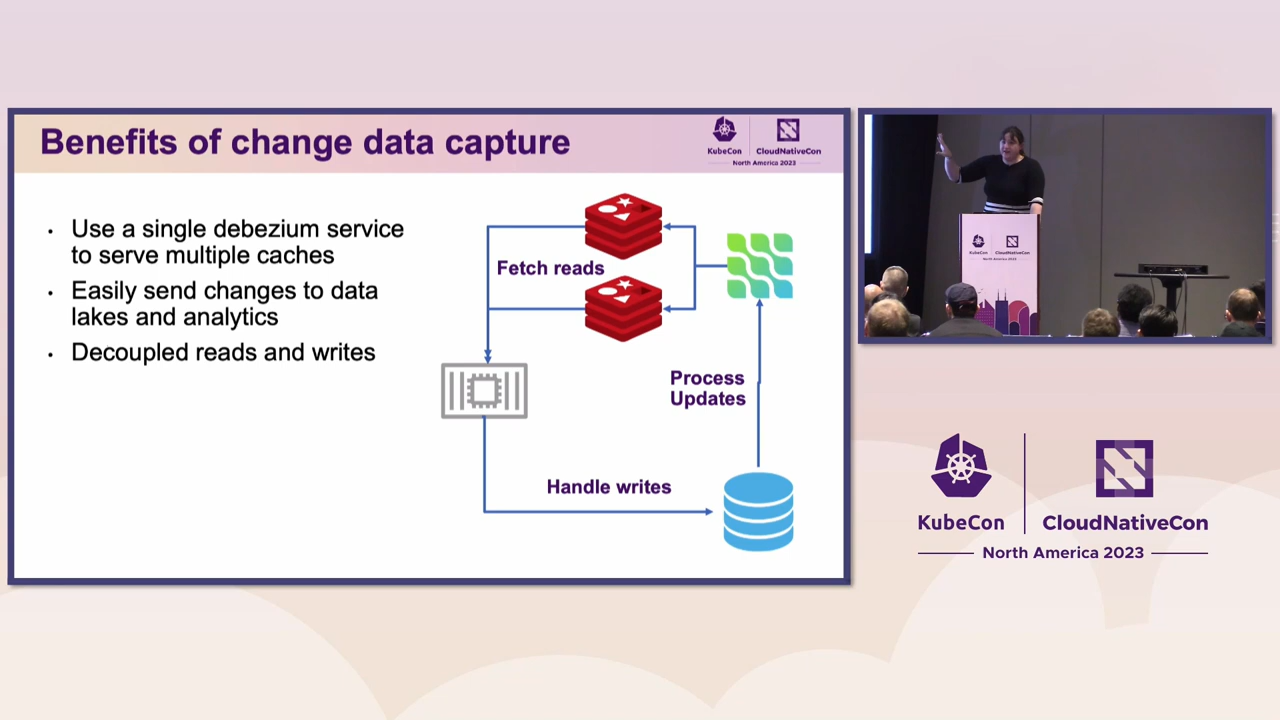 Benefits of change data capture
KubeCon
CloudNativeCon
North America 2023
• Use a single debezium service
to serve multiple caches
• Easily send changes to data
lakes and analytics
• Decoupled reads and writes
Fetch reads
Process
Updates
Handle writes
KubeCon
CloudNativeCon
KubeCon
CloudNativeCon
North America 2023